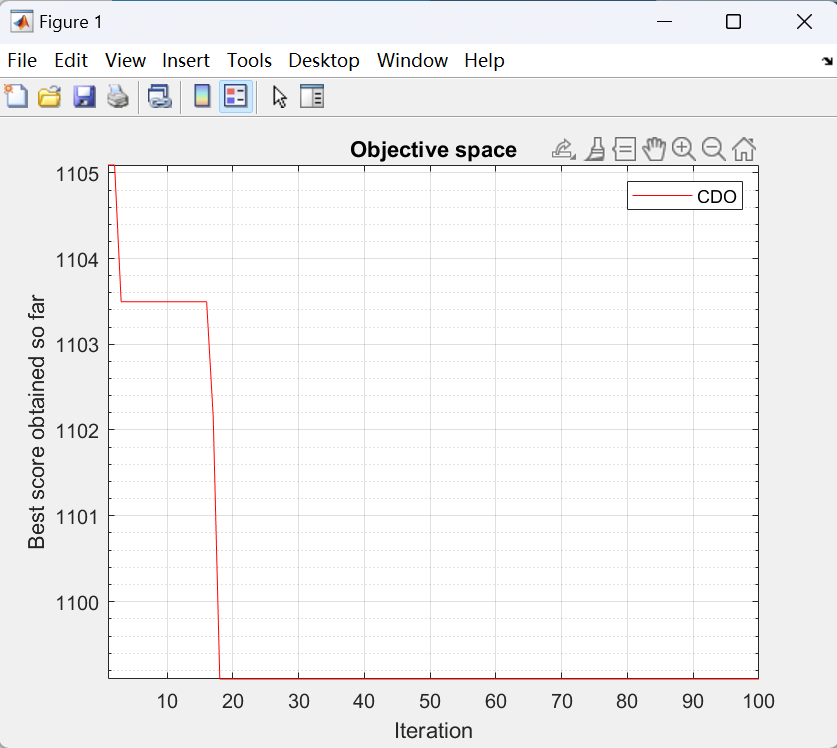 Figure 1
File Edit View Insert Tools Desktop Window Help
Objective space
CDO
1105
1104
1103
1102
1101
1100
Best score obtained so far
10 20 30 40 50 60 70 80 90 100
Iteration